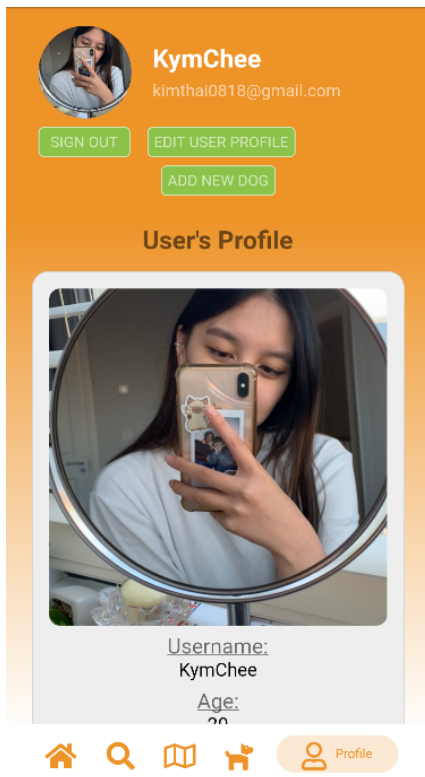 KymChee
kimthai0818@gmail.com
SIGN OUT
EDIT USER PROFILE
ADD NEW DOG
User's Profile
Username:
KymChee
Age:
Profile